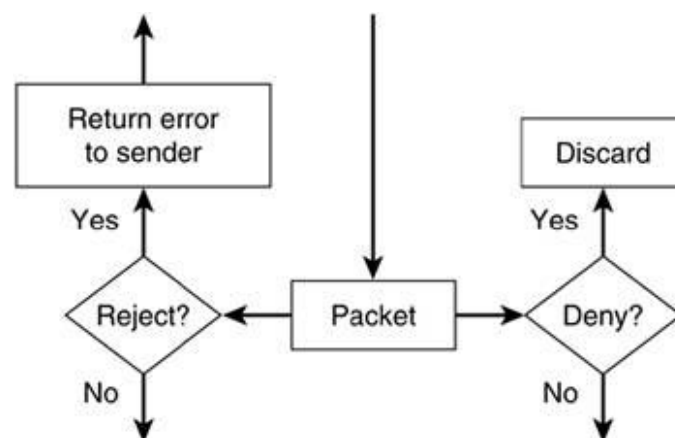 Return error
to sender
Discard
Yes
Yes
Reject?
Packet
Deny?
No
No